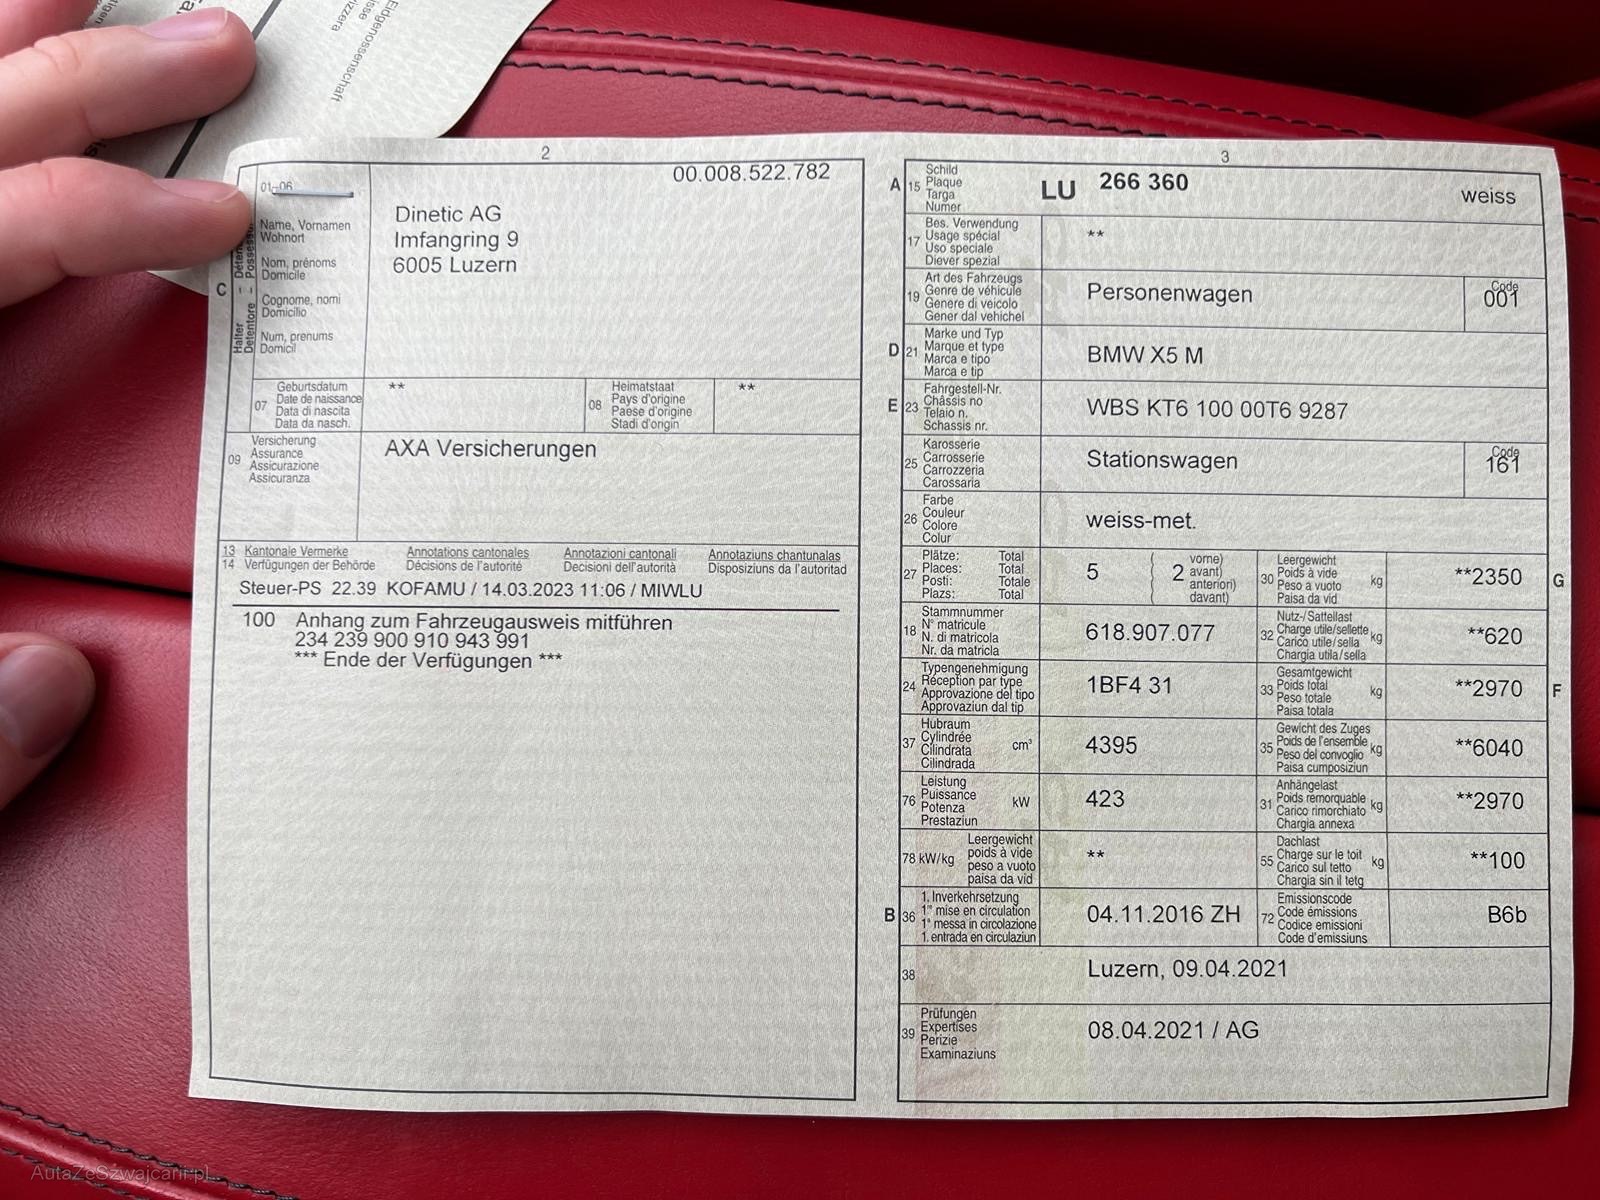 Eidgenossenschaft
2
01–06
00.008.522.782
C
Name, Vornamen
Wohnort
Nom, prénoms
Domicile
Cognome, nomi
Domicilio
Num, prenums
Domicil
Dinetic AG
Imfangring 9
6005 Luzern
07
Geburtsdatum
Date de naissance
Data di nascita
Data da nasch.
**
08
Heimatstaat
Pays d'origine
Paese d'origine
Stadi d'origin
**
09
Versicherung
Assurance
Assicurazione
Assicuranza
AXA Versicherungen
13 Kantonale Vermerke Annotations cantonales Annotazioni cantonali Annotaziuns chantunalas
14 Verfügungen der Behörde Décisions de l'autorité Decisioni dell'autorità Disposiziuns da l'autoritad
Steuer-PS 22.39 KOFAMU / 14.03.2023 11:06 / MIWLU
100 Anhang zum Fahrzeugausweis mitführen
234 239 900 910 943 991
*** Ende der Verfügungen ***
3
A 15
Schild
Plaque
Targa
Numer
LU 266 360 weiss
17
Bes. Verwendung
Usage spécial
Uso speciale
Diever spezial
**
19
Art des Fahrzeugs
Genre de véhicule
Genere di veicolo
Gener dal vehichel
Personenwagen
Code
001
D 21
Marke und Typ
Marque et type
Marca e tipo
Marca e tip
BMW X5 M
E 23
Fahrgestell-Nr.
Châssis no
Telaio n.
Schassis nr.
WBS KT6 100 00T6 9287
25
Karosserie
Carrosserie
Carrozzeria
Carossaria
Stationswagen
Code
161
26
Farbe
Couleur
Colore
Colur
weiss-met.
27
Plätze: Total
Places: Total
Posti: Totale
Plazs: Total
5
2
vorne)
avant)
anteriori)
davant)
30
Leergewicht
Poids à vide
Peso a vuoto
Paisa da vid
kg
**2350
G
18
Stammnummer
N° matricule
N. di matricola
Nr. da matricla
618.907.077
32
Nutz-/Sattellast
Charge utile/sellette
Carico utile/sella
Chargia utila/sella
kg
**620
24
Typengenehmigung
Réception par type
Approvazione del tipo
Approvaziun dal tip
1BF4 31
33
Gesamtgewicht
Poids total
Peso totale
Paisa totala
kg
**2970
F
37
Hubraum
Cylindrée
Cilindrata
Cilindrada
cm³
4395
35
Gewicht des Zuges
Poids de l'ensemble
Peso del convoglio
Paisa cumposiziun
kg
**6040
76
Leistung
Puissance
Potenza
Prestaziun
kW
423
31
Anhängelast
Poids remorquable
Carico rimorchiato
Chargia annexa
kg
**2970
78 kW/kg
Leergewicht
poids à vide
peso a vuoto
paisa da vid
**
55
Dachlast
Charge sur le toit
Carico sul tetto
Chargia sin il tetg
kg
**100
B 36
1. Inverkehrsetzung
1re mise en circulation
1a messa in circolazione
1. entrada en circulaziun
04.11.2016 ZH
72
Emissionscode
Code émissions
Codice emissioni
Code d'emissiuns
B6b
38
Luzern, 09.04.2021
39
Prüfungen
Expertises
Perizie
Examinaziuns
08.04.2021 / AG
AutaZeSzwajcarii.pl